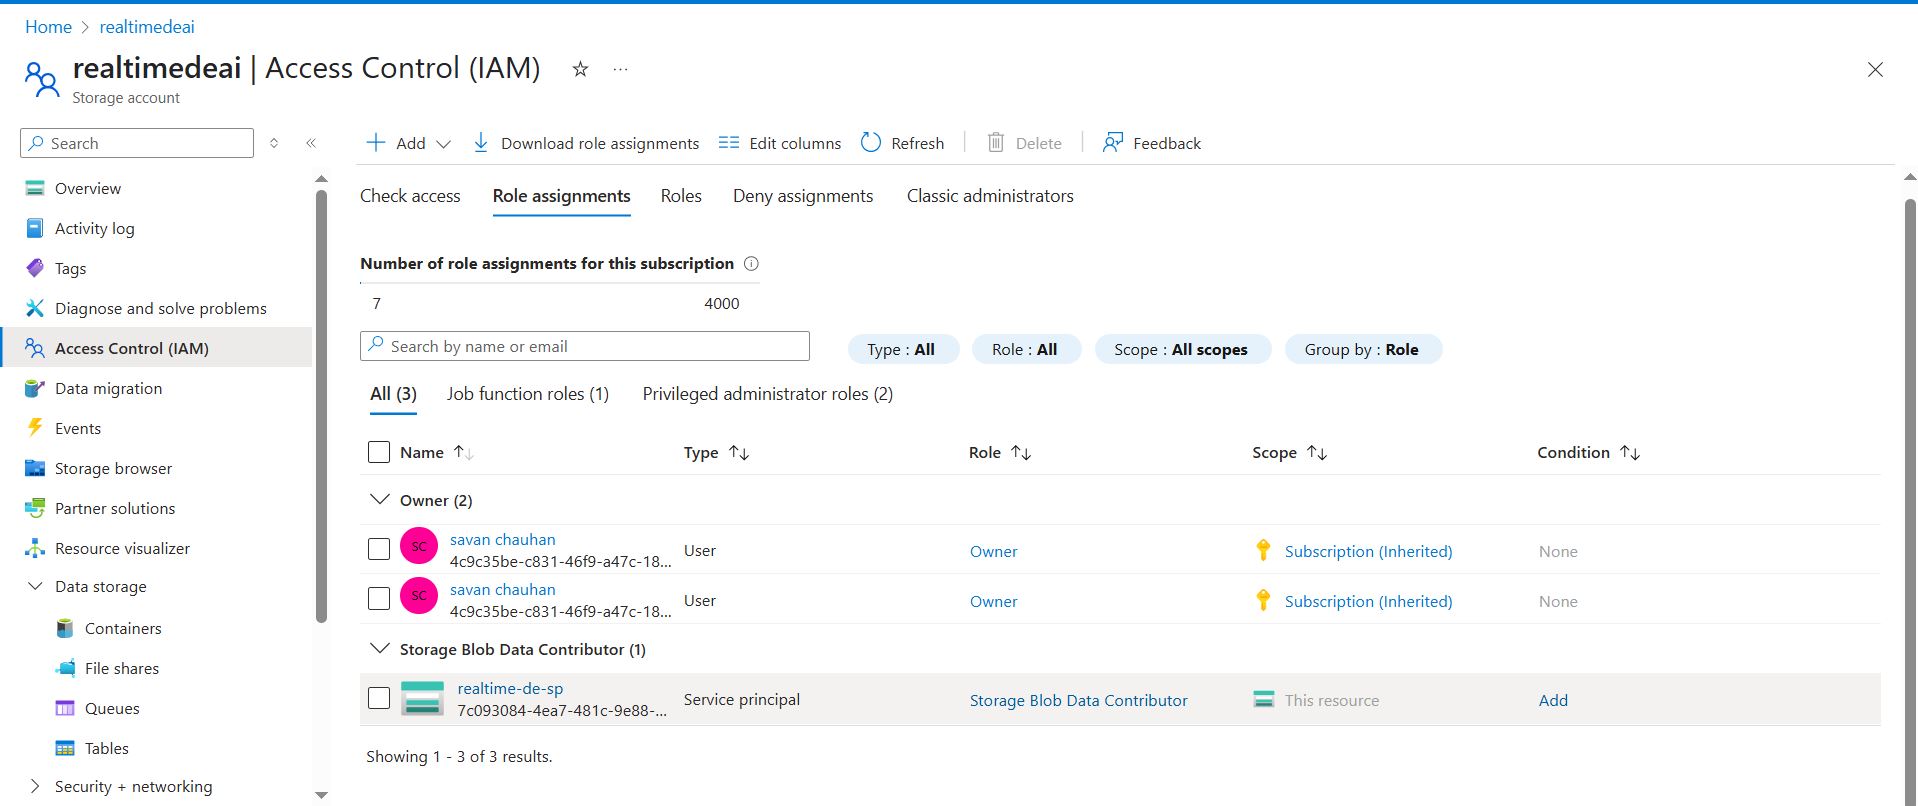 Home > realtimedeai
realtimedeai | Access Control (IAM) ☆ ...
Storage account
Search
Overview
Activity log
Tags
Diagnose and solve problems
Access Control (IAM)
Data migration
Events
Storage browser
Partner solutions
Resource visualizer
Data storage
Containers
File shares
Queues
Tables
Security + networking
Add Download role assignments Edit columns Refresh Delete Feedback
Check access Role assignments Roles Deny assignments Classic administrators
Number of role assignments for this subscription
7 4000
Search by name or email Type : All Role : All Scope : All scopes Group by : Role
All (3) Job function roles (1) Privileged administrator roles (2)
Name Type Role Scope Condition
Owner (2)
SC savan chauhan User Owner Subscription (Inherited) None
4c9c35be-c831-46f9-a47c-18...
SC savan chauhan User Owner Subscription (Inherited) None
4c9c35be-c831-46f9-a47c-18...
Storage Blob Data Contributor (1)
realtime-de-sp Service principal Storage Blob Data Contributor This resource Add
7c093084-4ea7-481c-9e88-...
Showing 1 - 3 of 3 results.